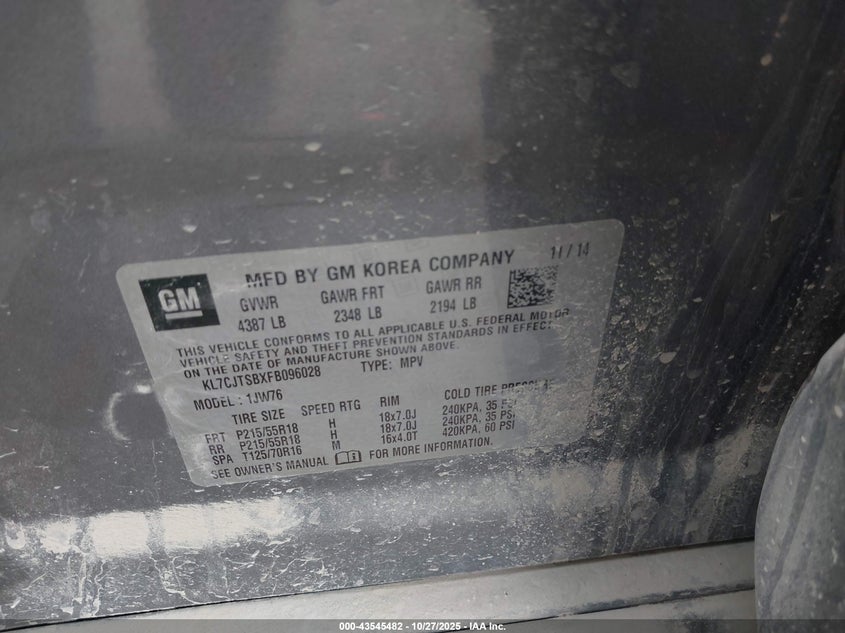 GM
MFD BY GM KOREA COMPANY 11/14
GVWR GAWR FRT GAWR RR
4387 LB 2348 LB 2194 LB
THIS VEHICLE CONFORMS TO ALL APPLICABLE U.S. FEDERAL MOTOR
VEHICLE SAFETY AND THEFT PREVENTION STANDARDS IN EFFECT
ON THE DATE OF MANUFACTURE SHOWN ABOVE.
KL7CJTSBXFB096028 TYPE: MPV
MODEL: 1JW76
TIRE SIZE SPEED RTG RIM COLD TIRE PRESSURE
FRT P215/55R18 H 18x7.0J 240KPA, 35 PSI
RR P215/55R18 H 18x7.0J 240KPA, 35 PSI
SPA T125/70R16 M 16x4.0T 420KPA, 60 PSI
SEE OWNER'S MANUAL FOR MORE INFORMATION.
000-43545482 - 10/27/2025 - IAA Inc.